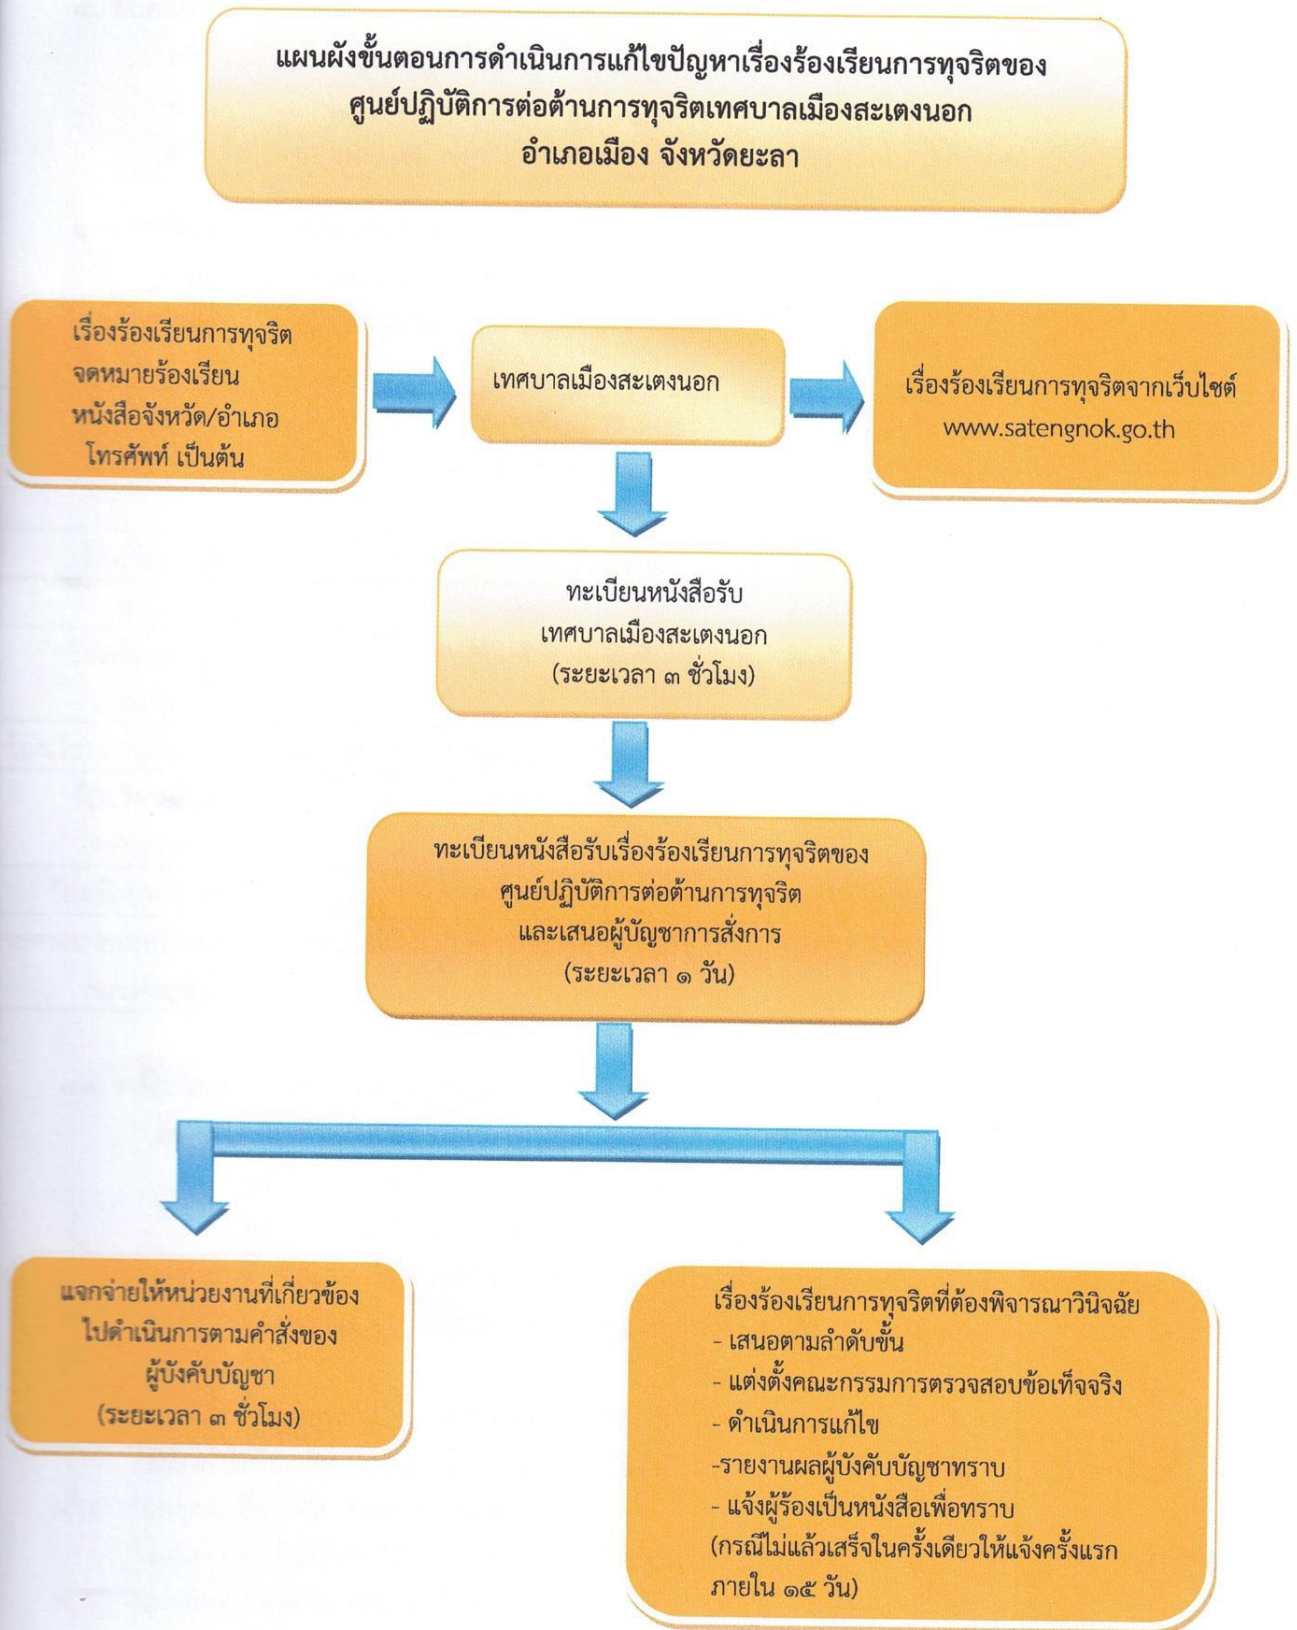 แผนผังขั้นตอนการดำเนินการแก้ไขปัญหาเรื่องร้องเรียนการทุจริตของ
ศูนย์ปฏิบัติการต่อต้านการทุจริตเทศบาลเมืองสะเตงนอก
อำเภอเมือง จังหวัดยะลา
เรื่องร้องเรียนการทุจริต
จดหมายร้องเรียน
หนังสือจังหวัด/อำเภอ
โทรศัพท์ เป็นต้น
เทศบาลเมืองสะเตงนอก
เรื่องร้องเรียนการทุจริตจากเว็บไซต์
www.satengnok.go.th
ทะเบียนหนังสือรับ
เทศบาลเมืองสะเตงนอก
(ระยะเวลา ๓ ชั่วโมง)
ทะเบียนหนังสือรับเรื่องร้องเรียนการทุจริตของ
ศูนย์ปฏิบัติการต่อต้านการทุจริต
และเสนอผู้บัญชาการสั่งการ
(ระยะเวลา ๑ วัน)
แจกจ่ายให้หน่วยงานที่เกี่ยวข้อง
ไปดำเนินการตามคำสั่งของ
ผู้บังคับบัญชา
(ระยะเวลา ๓ ชั่วโมง)
เรื่องร้องเรียนการทุจริตที่ต้องพิจารณาวินิจฉัย
- เสนอตามลำดับขั้น
- แต่งตั้งคณะกรรมการตรวจสอบข้อเท็จจริง
- ดำเนินการแก้ไข
-รายงานผลผู้บังคับบัญชาทราบ
- แจ้งผู้ร้องเป็นหนังสือเพื่อทราบ
(กรณีไม่แล้วเสร็จในครั้งเดียวให้แจ้งครั้งแรก
ภายใน ๑๕ วัน)